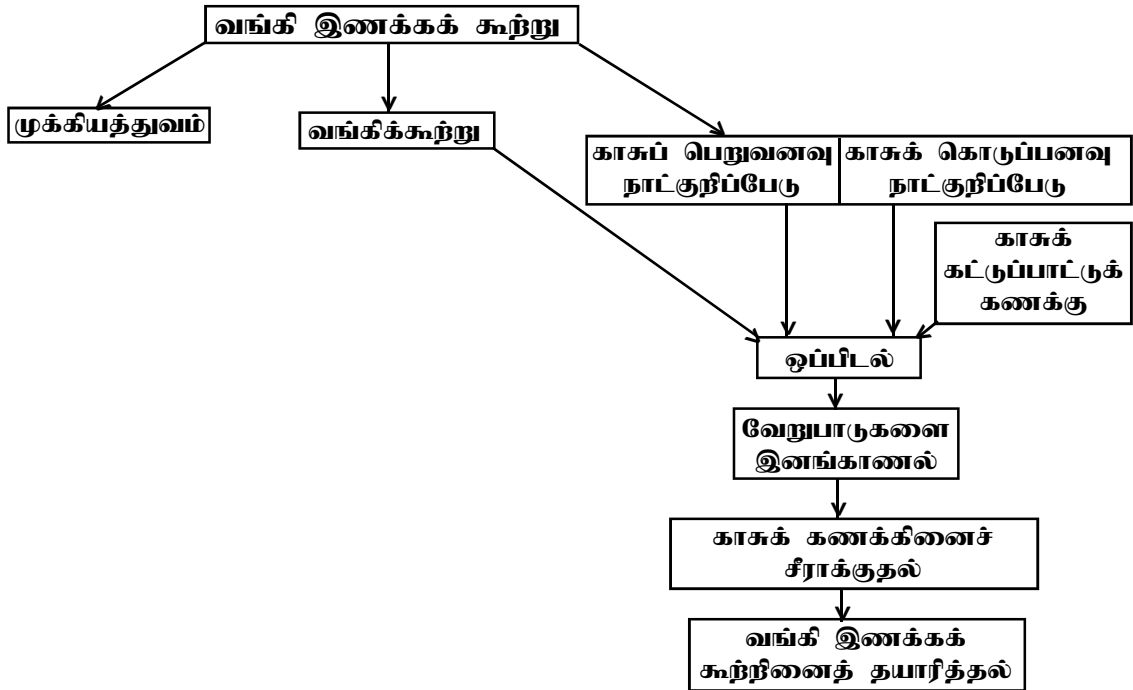 வங்கி இணக்கக் கூற்று
முக்கியத்துவம்
வங்கிக்கூற்று
காசுப் பெறுவனவு
நாட்குறிப்பேடு
காசுக் கொடுப்பனவு
நாட்குறிப்பேடு
காசுக்
கட்டுப்பாட்டுக்
கணக்கு
ஒப்பிடல்
வேறுபாடுகளை
இனங்காணல்
காசுக் கணக்கினைச்
சீராக்குதல்
வங்கி இணக்கக்
கூற்றினைத் தயாரித்தல்